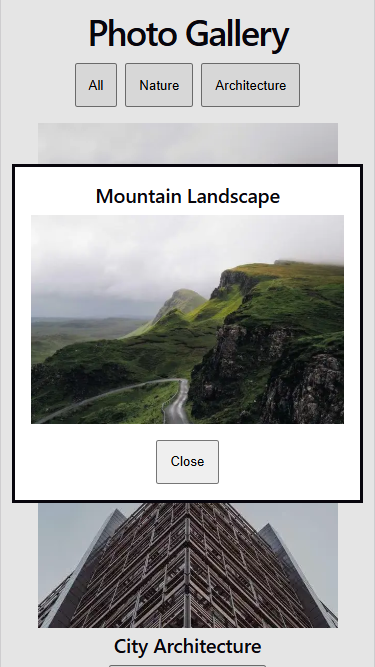 Photo Gallery
All Nature Architecture
Mountain Landscape
Close
City Architecture